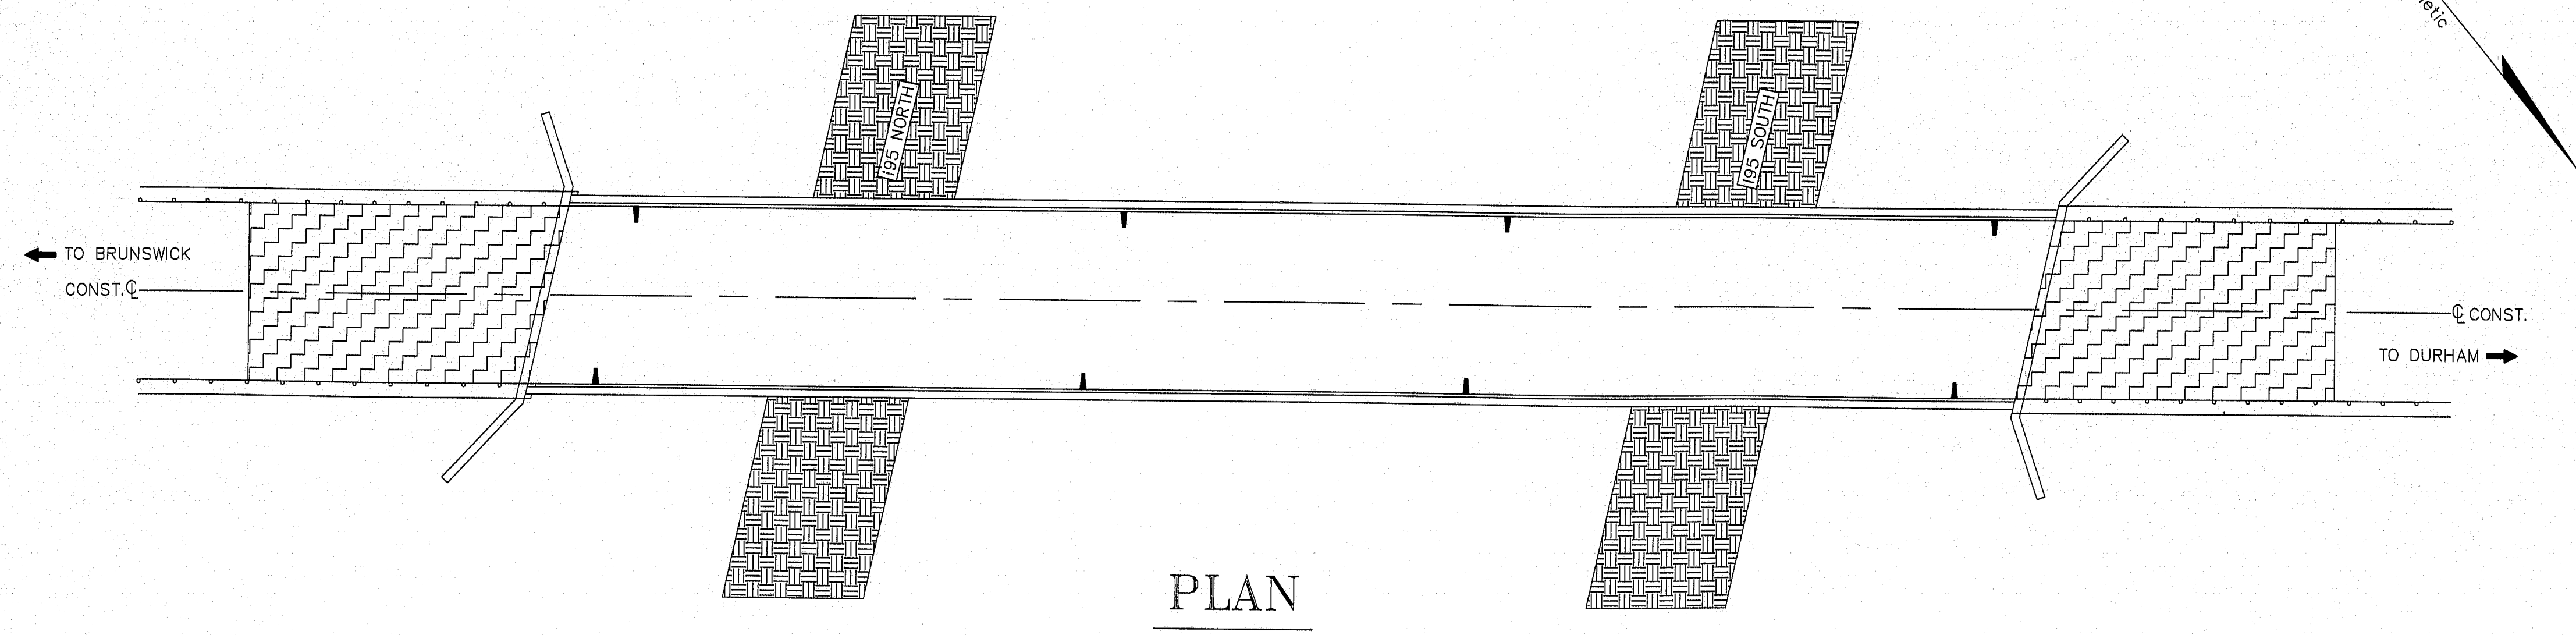 I95 NORTH
I95 SOUTH
TO BRUNSWICK
CONST.℄
℄ CONST.
TO DURHAM
PLAN